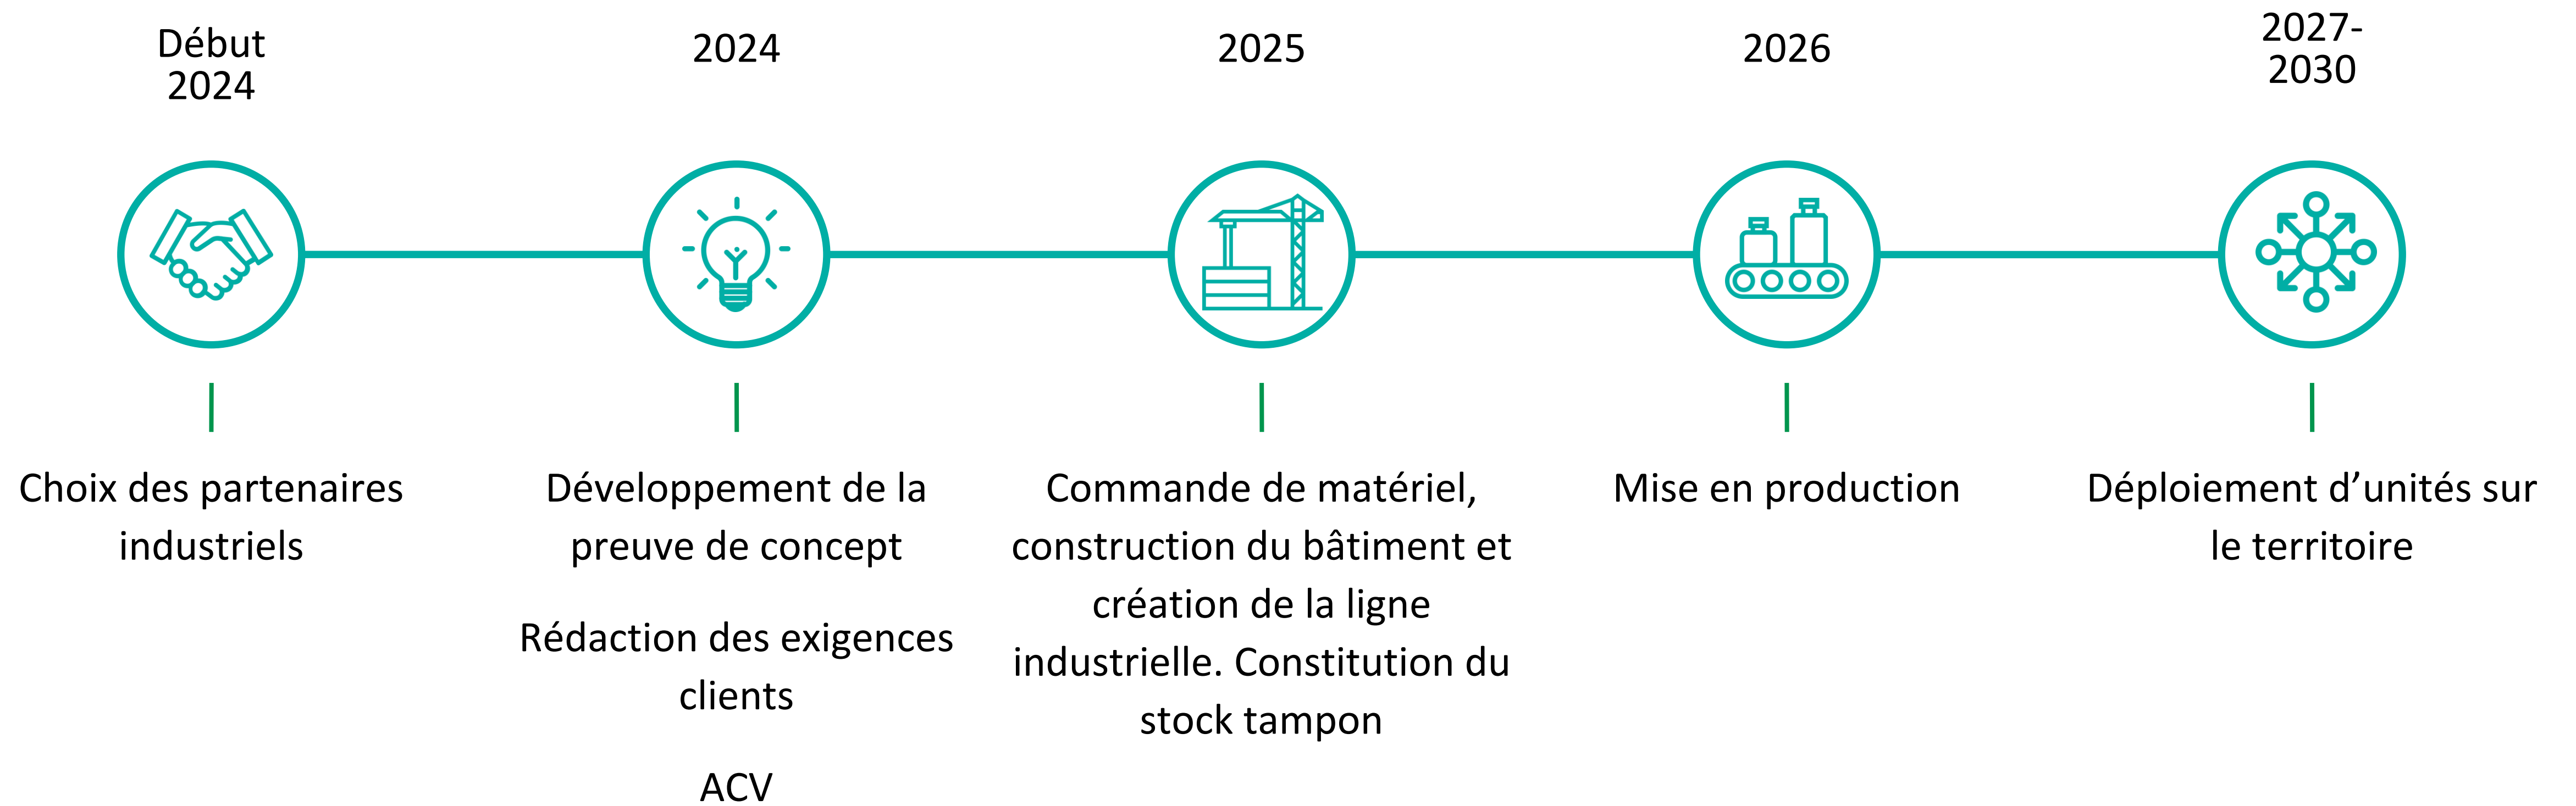 Début
2024
Choix des partenaires
industriels
2024
Développement de la
preuve de concept
Rédaction des exigences
clients
ACV
2025
Commande de matériel,
construction du bâtiment et
création de la ligne
industrielle. Constitution du
stock tampon
2026
Mise en production
2027-
2030
Déploiement d’unités sur
le territoire